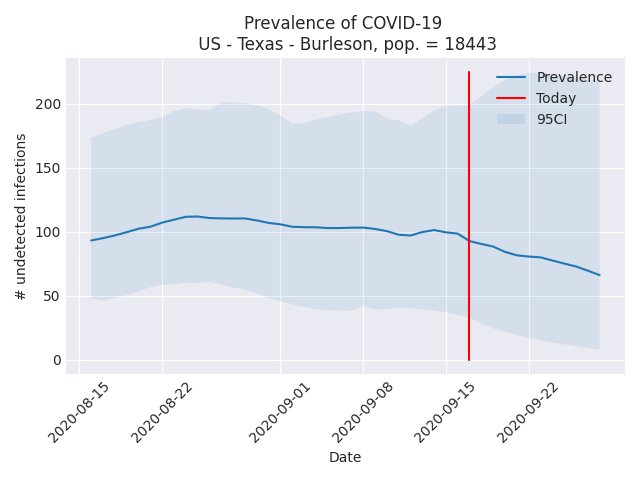 Prevalence of COVID-19
US - Texas - Burleson, pop. = 18443
Prevalence
Today
95CI
# undetected infections
200
150
100
50
0
2020-08-15
2020-08-22
2020-09-01
2020-09-08
2020-09-15
2020-09-22
Date